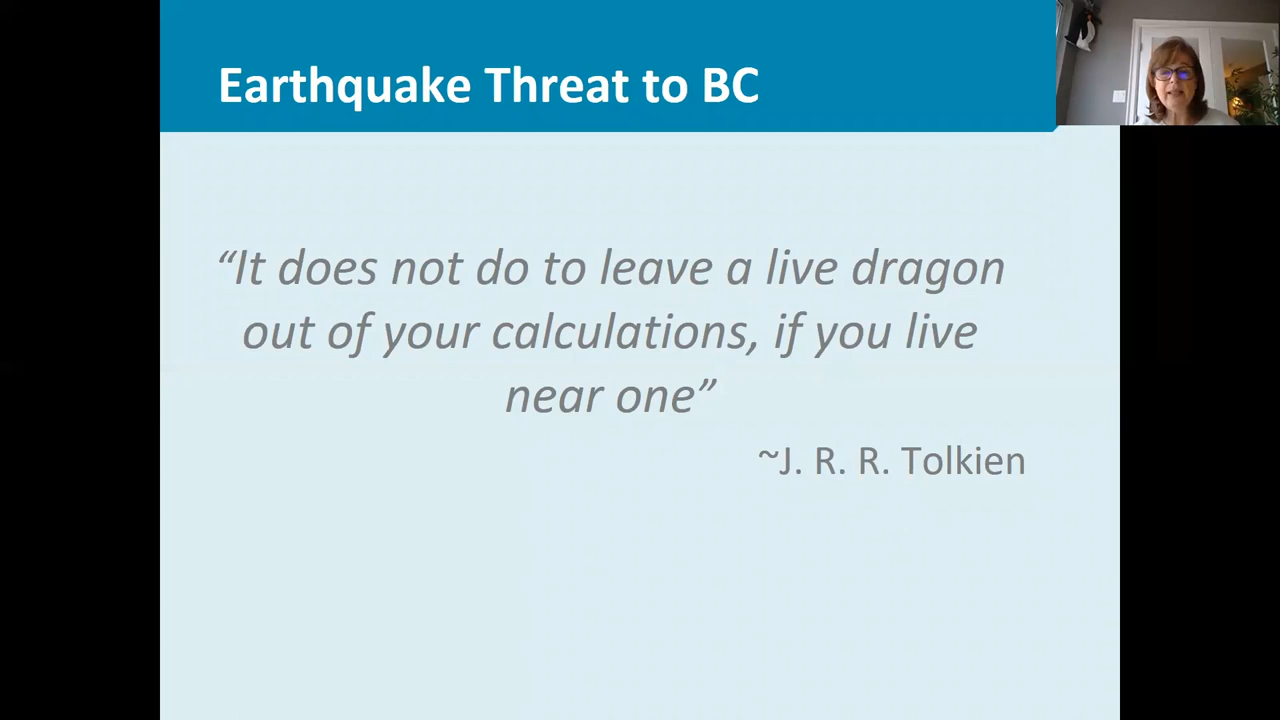 Earthquake Threat to BC
“It does not do to leave a live dragon
out of your calculations, if you live
near one”
~J. R. R. Tolkien